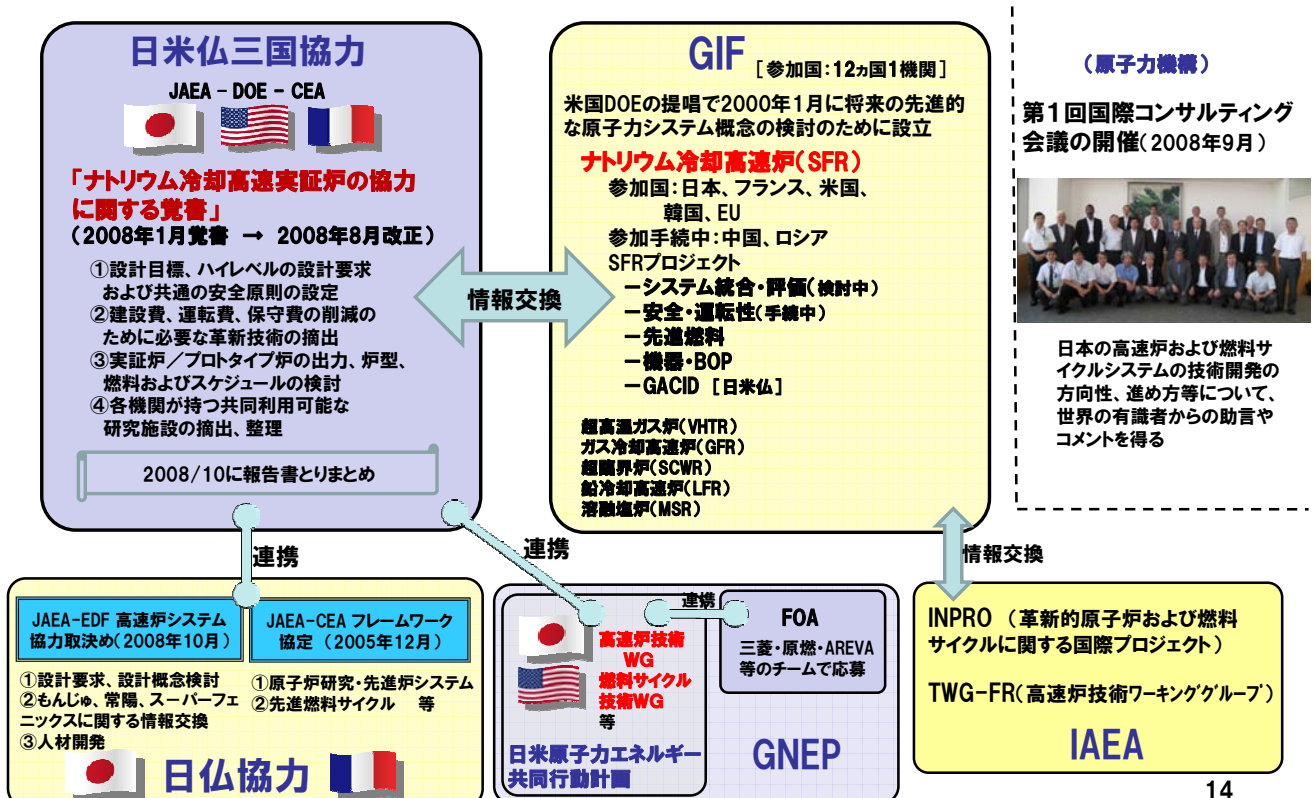 日米仏三国協力
JAEA – DOE – CEA
「ナトリウム冷却高速実証炉の協力
に関する覚書」
(2008年1月覚書 → 2008年8月改正)
①設計目標、ハイレベルの設計要求
および共通の安全原則の設定
②建設費、運転費、保守費の削減の
ために必要な革新技術の摘出
③実証炉／プロトタイプ炉の出力、炉型、
燃料およびスケジュールの検討
④各機関が持つ共同利用可能な
研究施設の摘出、整理
2008/10に報告書とりまとめ
情報交換
GIF [参加国:12ヵ国1機関]
米国DOEの提唱で2000年1月に将来の先進的
な原子力システム概念の検討のために設立
ナトリウム冷却高速炉(SFR)
参加国:日本、フランス、米国、
韓国、EU
参加手続中:中国、ロシア
SFRプロジェクト
－システム統合・評価(検討中)
－安全・運転性(手続中)
－先進燃料
－機器・BOP
－GACID [日米仏]
超高温ガス炉(VHTR)
ガス冷却高速炉(GFR)
超臨界炉(SCWR)
鉛冷却高速炉(LFR)
溶融塩炉(MSR)
(原子力機構)
第1回国際コンサルティング
会議の開催(2008年9月)
日本の高速炉および燃料サ
イクルシステムの技術開発の
方向性、進め方等について、
世界の有識者からの助言や
コメントを得る
連携
連携
情報交換
JAEA-EDF 高速炉システム
協力取決め(2008年10月)
JAEA-CEA フレームワーク
協定 (2005年12月)
①設計要求、設計概念検討
②もんじゅ、常陽、スーパーフェ
ニックスに関する情報交換
③人材開発
①原子炉研究・先進炉システム
②先進燃料サイクル 等
日仏協力
高速炉技術
WG
燃料サイクル
技術WG
等
日米原子力エネルギー
共同行動計画
連携
FOA
三菱・原燃・AREVA
等のチームで応募
GNEP
INPRO (革新的原子炉および燃料
サイクルに関する国際プロジェクト)
TWG-FR(高速炉技術ワーキンググループ)
IAEA
14